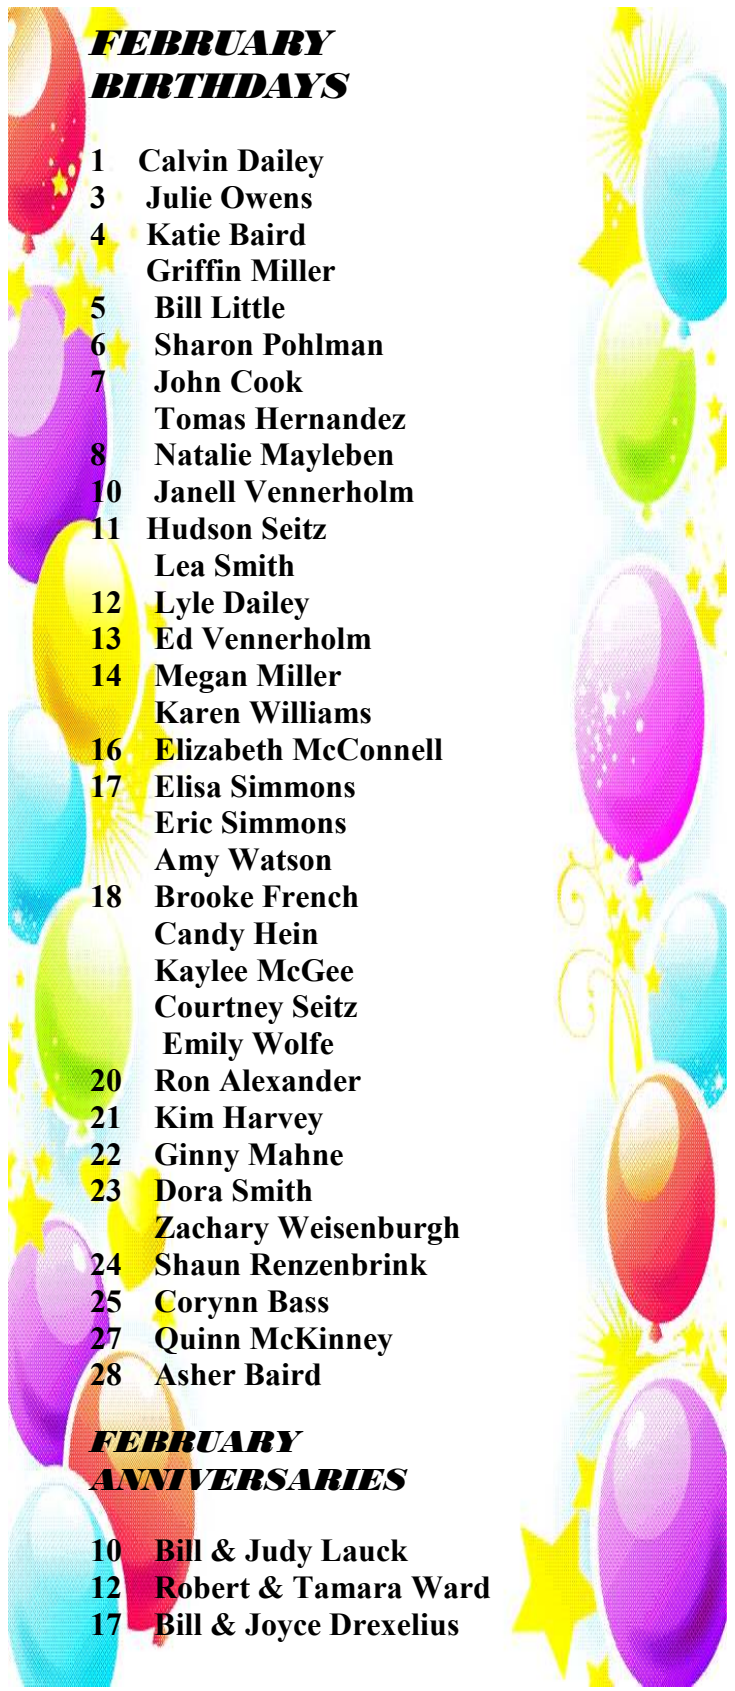 FEBRUARY
BIRTHDAYS
1 Calvin Dailey
3 Julie Owens
4 Katie Baird
Griffin Miller
5 Bill Little
6 Sharon Pohlman
7 John Cook
Tomas Hernandez
8 Natalie Mayleben
10 Janell Vennerholm
11 Hudson Seitz
Lea Smith
12 Lyle Dailey
13 Ed Vennerholm
14 Megan Miller
Karen Williams
16 Elizabeth McConnell
17 Elisa Simmons
Eric Simmons
Amy Watson
18 Brooke French
Candy Hein
Kaylee McGee
Courtney Seitz
Emily Wolfe
20 Ron Alexander
21 Kim Harvey
22 Ginny Mahne
23 Dora Smith
Zachary Weisenburgh
24 Shaun Renzenbrink
25 Corynn Bass
27 Quinn McKinney
28 Asher Baird
FEBRUARY
ANNIVERSARIES
10 Bill & Judy Lauck
12 Robert & Tamara Ward
17 Bill & Joyce Drexelius